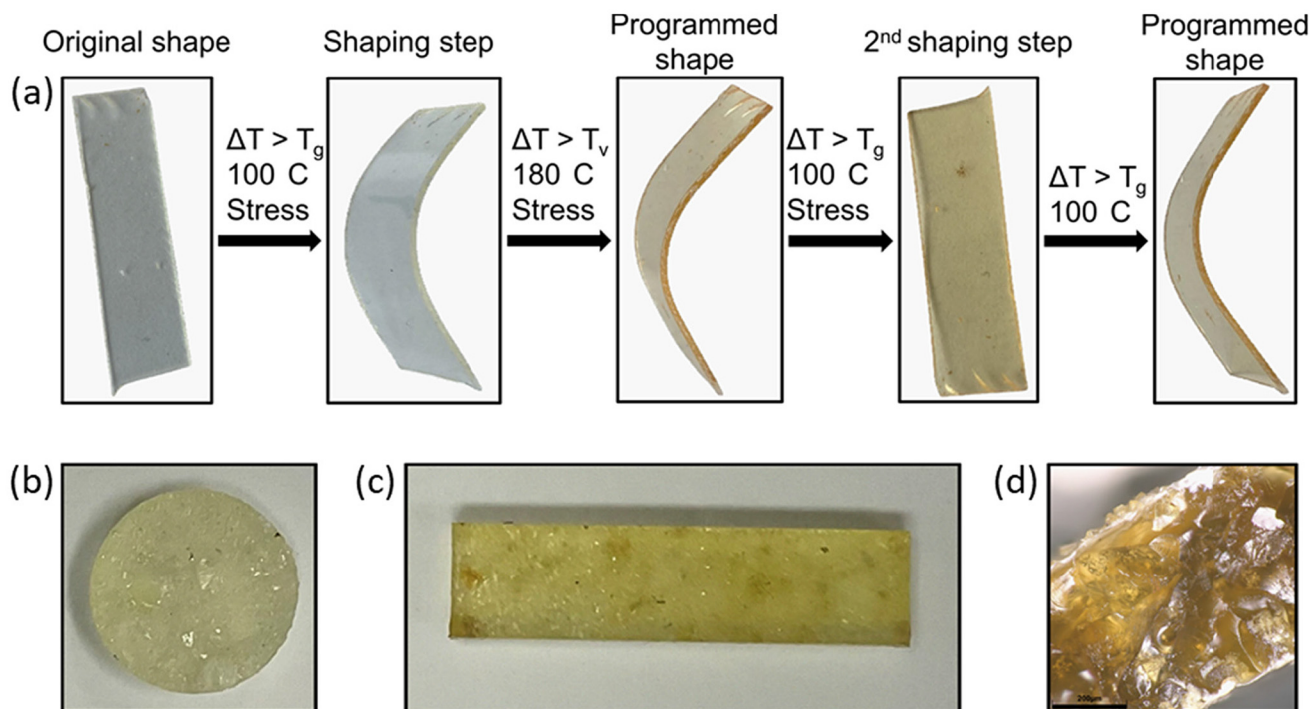 Original shape
Shaping step
Programmed
shape
2nd shaping step
Programmed
shape
(a)
ΔT > Tg
100 C
Stress
ΔT > Tv
180 C
Stress
ΔT > Tg
100 C
Stress
ΔT > Tg
100 C
(b)
(c)
(d)
200μm